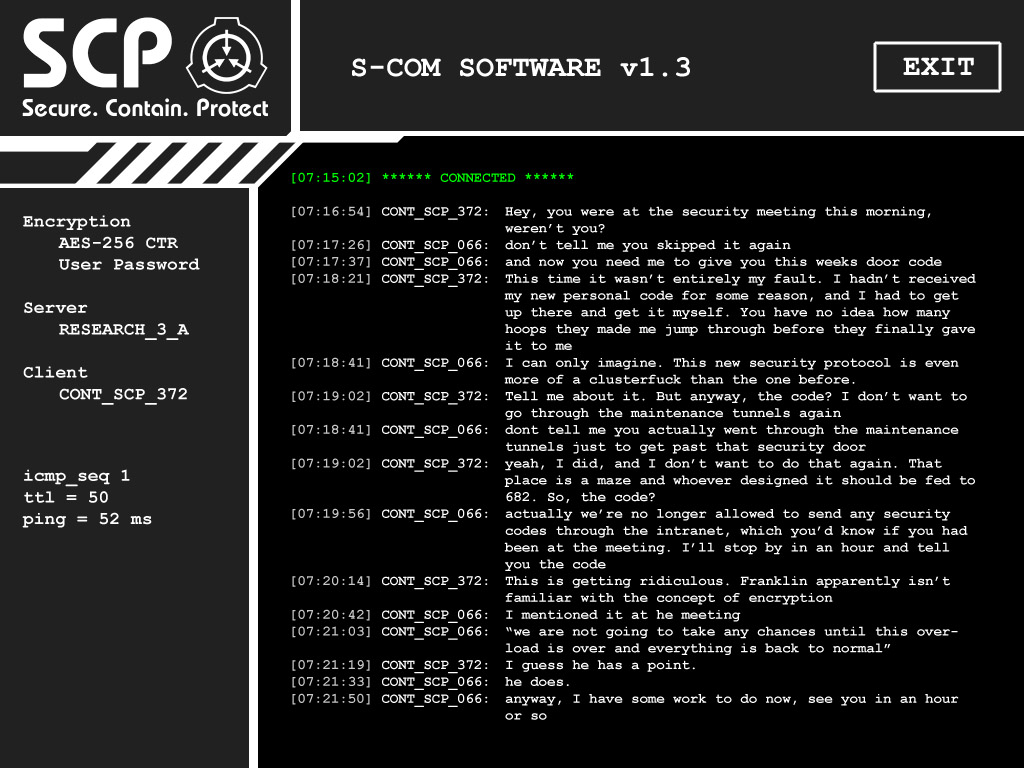 SCP
Secure. Contain. Protect
S-COM SOFTWARE v1.3
EXIT
Encryption
AES-256 CTR
User Password
Server
RESEARCH_3_A
Client
CONT_SCP_372
icmp_seq 1
ttl = 50
ping = 52 ms
[07:15:02] ****** CONNECTED ******
[07:16:54] CONT_SCP_372: Hey, you were at the security meeting this morning,
weren't you?
[07:17:26] CONT_SCP_066: don't tell me you skipped it again
[07:17:37] CONT_SCP_066: and now you need me to give you this weeks door code
[07:18:21] CONT_SCP_372: This time it wasn't entirely my fault. I hadn't received
my new personal code for some reason, and I had to get
up there and get it myself. You have no idea how many
hoops they made me jump through before they finally gave
it to me
[07:18:41] CONT_SCP_066: I can only imagine. This new security protocol is even
more of a clusterfuck than the one before.
[07:19:02] CONT_SCP_372: Tell me about it. But anyway, the code? I don't want to
go through the maintenance tunnels again
[07:18:41] CONT_SCP_066: dont tell me you actually went through the maintenance
tunnels just to get past that security door
[07:19:02] CONT_SCP_372: yeah, I did, and I don't want to do that again. That
place is a maze and whoever designed it should be fed to
682. So, the code?
[07:19:56] CONT_SCP_066: actually we're no longer allowed to send any security
codes through the intranet, which you'd know if you had
been at the meeting. I'll stop by in an hour and tell
you the code
[07:20:14] CONT_SCP_372: This is getting ridiculous. Franklin apparently isn't
familiar with the concept of encryption
[07:20:42] CONT_SCP_066: I mentioned it at he meeting
[07:21:03] CONT_SCP_066: “we are not going to take any chances until this over-
load is over and everything is back to normal”
[07:21:19] CONT_SCP_372: I guess he has a point.
[07:21:33] CONT_SCP_066: he does.
[07:21:50] CONT_SCP_066: anyway, I have some work to do now, see you in an hour
or so